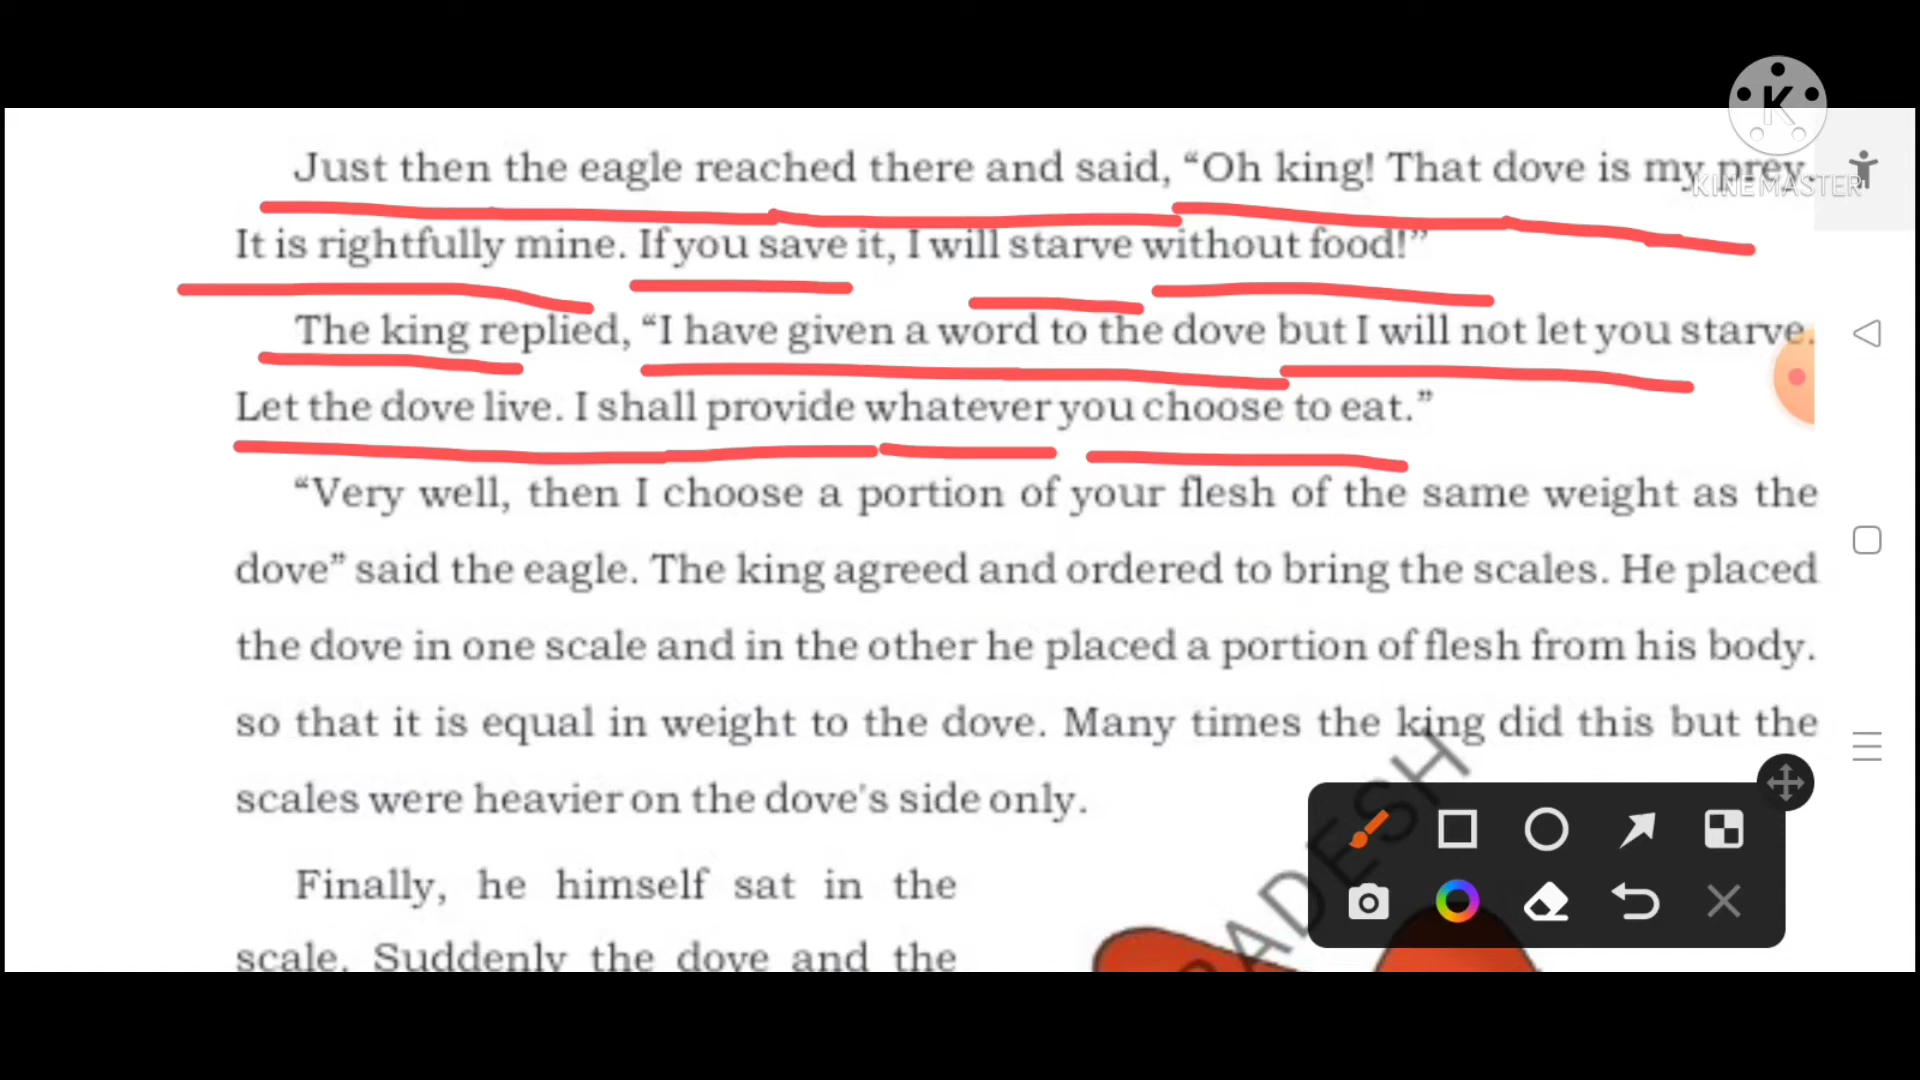 Just then the eagle reached there and said, “Oh king! That dove is my prey.
KINEMASTER
It is rightfully mine. If you save it, I will starve without food!”
The king replied, “I have given a word to the dove but I will not let you starve.
Let the dove live. I shall provide whatever you choose to eat.”
“Very well, then I choose a portion of your flesh of the same weight as the
dove” said the eagle. The king agreed and ordered to bring the scales. He placed
the dove in one scale and in the other he placed a portion of flesh from his body.
so that it is equal in weight to the dove. Many times the king did this but the
scales were heavier on the dove's side only.
Finally, he himself sat in the
scale. Suddenly the dove and the
ADESH